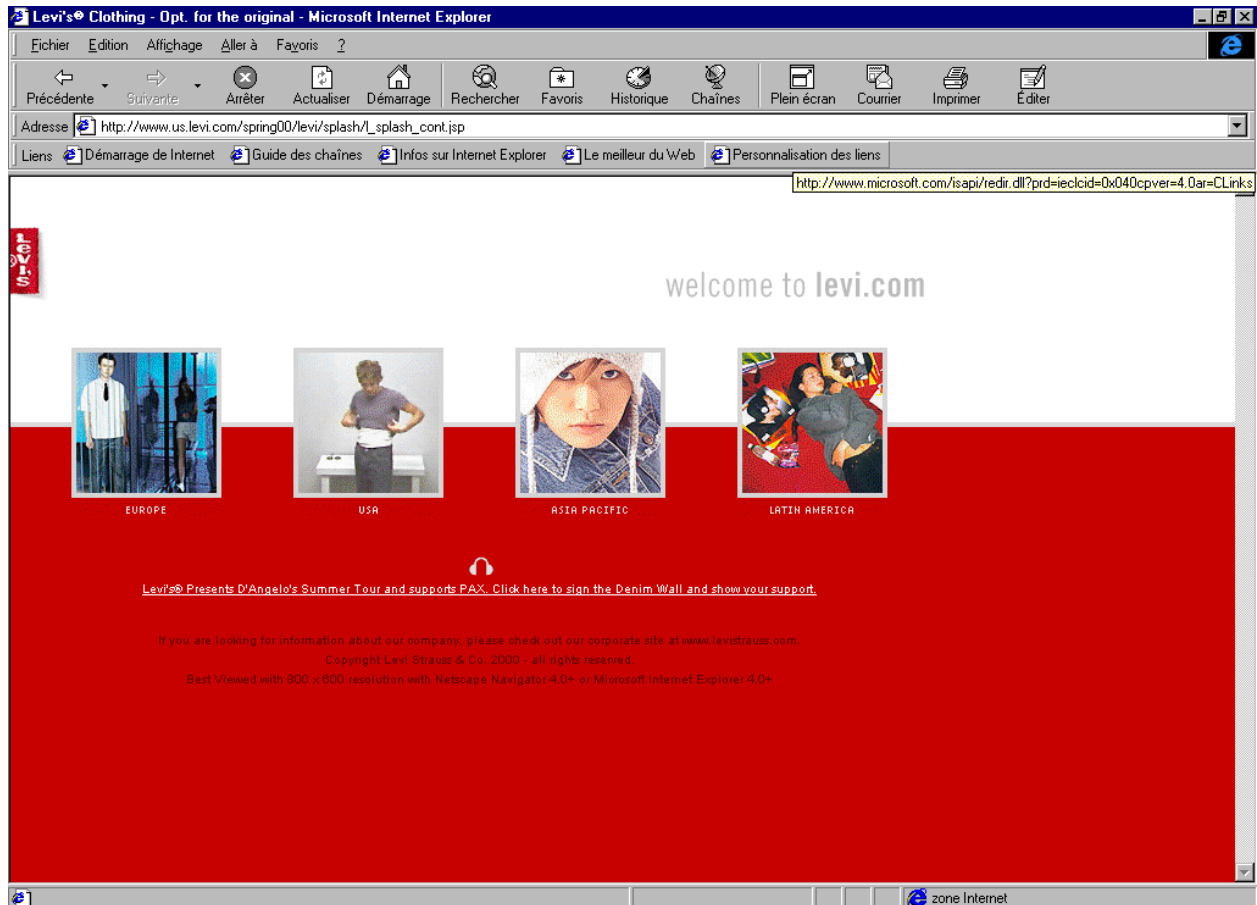 Levi's® Clothing - Opt. for the original - Microsoft Internet Explorer
Fichier Edition Affichage Aller à Favoris ?
Précédente Suivante Arrêter Actualiser Démarrage Rechercher Favoris Historique Chaînes Plein écran Courrier Imprimer Éditer
Adresse http://www.us.levi.com/spring00/levi/splash/l_splash_cont.jsp
Liens Démarrage de Internet Guide des chaînes Infos sur Internet Explorer Le meilleur du Web Personnalisation des liens
http://www.microsoft.com/isapi/redir.dll?prd=ieclcid=0x040cpver=4.0ar=CLinks
Levi's
welcome to levi.com
EUROPE USA ASIA PACIFIC LATIN AMERICA
Levi's® Presents D'Angelo's Summer Tour and supports PAX. Click here to sign the Denim Wall and show your support.
If you are looking for information about our company, please check out our corporate site at www.levistrauss.com.
Copyright Levi Strauss & Co. 2000 - all rights reserved.
Best Viewed with 800 x 600 resolution with Netscape Navigator 4.0+ or Microsoft Internet Explorer 4.0+
zone Internet